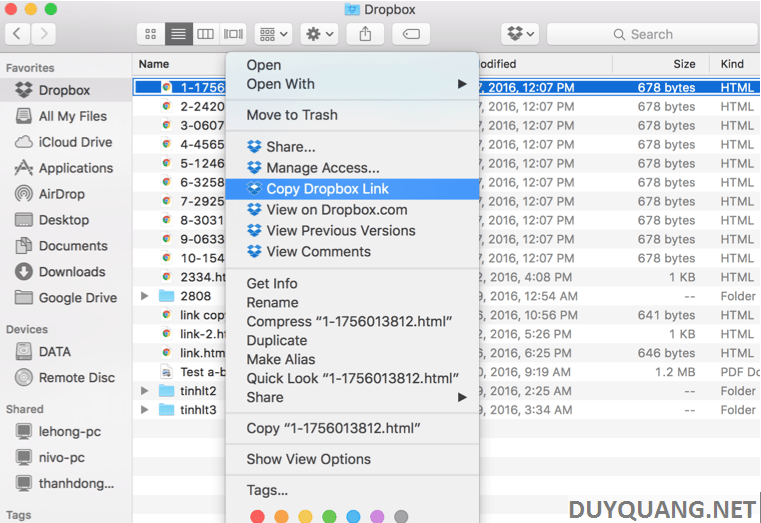 Dropbox
Search
Favorites
Dropbox
All My Files
iCloud Drive
Applications
AirDrop
Desktop
Documents
Downloads
Google Drive
Devices
DATA
Remote Disc
Shared
lehong-pc
nivo-pc
thanhdong...
Tags
Name Size Kind
1-1756 7, 2016, 12:07 PM 678 bytes HTML
2-2420 7, 2016, 12:07 PM 678 bytes HTML
3-0607 7, 2016, 12:07 PM 678 bytes HTML
4-4565 7, 2016, 12:07 PM 678 bytes HTML
5-1246 7, 2016, 12:07 PM 678 bytes HTML
6-3258 7, 2016, 12:07 PM 678 bytes HTML
7-2925 7, 2016, 12:07 PM 678 bytes HTML
8-3031 7, 2016, 12:07 PM 678 bytes HTML
9-0633 7, 2016, 12:07 PM 678 bytes HTML
10-154 7, 2016, 12:07 PM 678 bytes HTML
2334.h 2, 2016, 4:08 PM 1 KB HTML
2808 9, 2016, 12:54 AM -- Folder
link cop 6, 2016, 10:56 PM 641 bytes HTML
link-2.h 2, 2016, 5:26 PM 1 KB HTML
link.htm 6, 2016, 6:25 PM 646 bytes HTML
Test a-b 0, 2016, 9:19 AM 1.2 MB PDF Do
tinhlt2 9, 2016, 2:25 AM -- Folder
tinhlt3 9, 2016, 3:34 AM -- Folder
Open
Open With
Move to Trash
Share...
Manage Access...
Copy Dropbox Link
View on Dropbox.com
View Previous Versions
View Comments
Get Info
Rename
Compress “1-1756013812.html”
Duplicate
Make Alias
Quick Look “1-1756013812.html”
Share
Copy “1-1756013812.html”
Show View Options
Tags...
DUYQUANG.NET